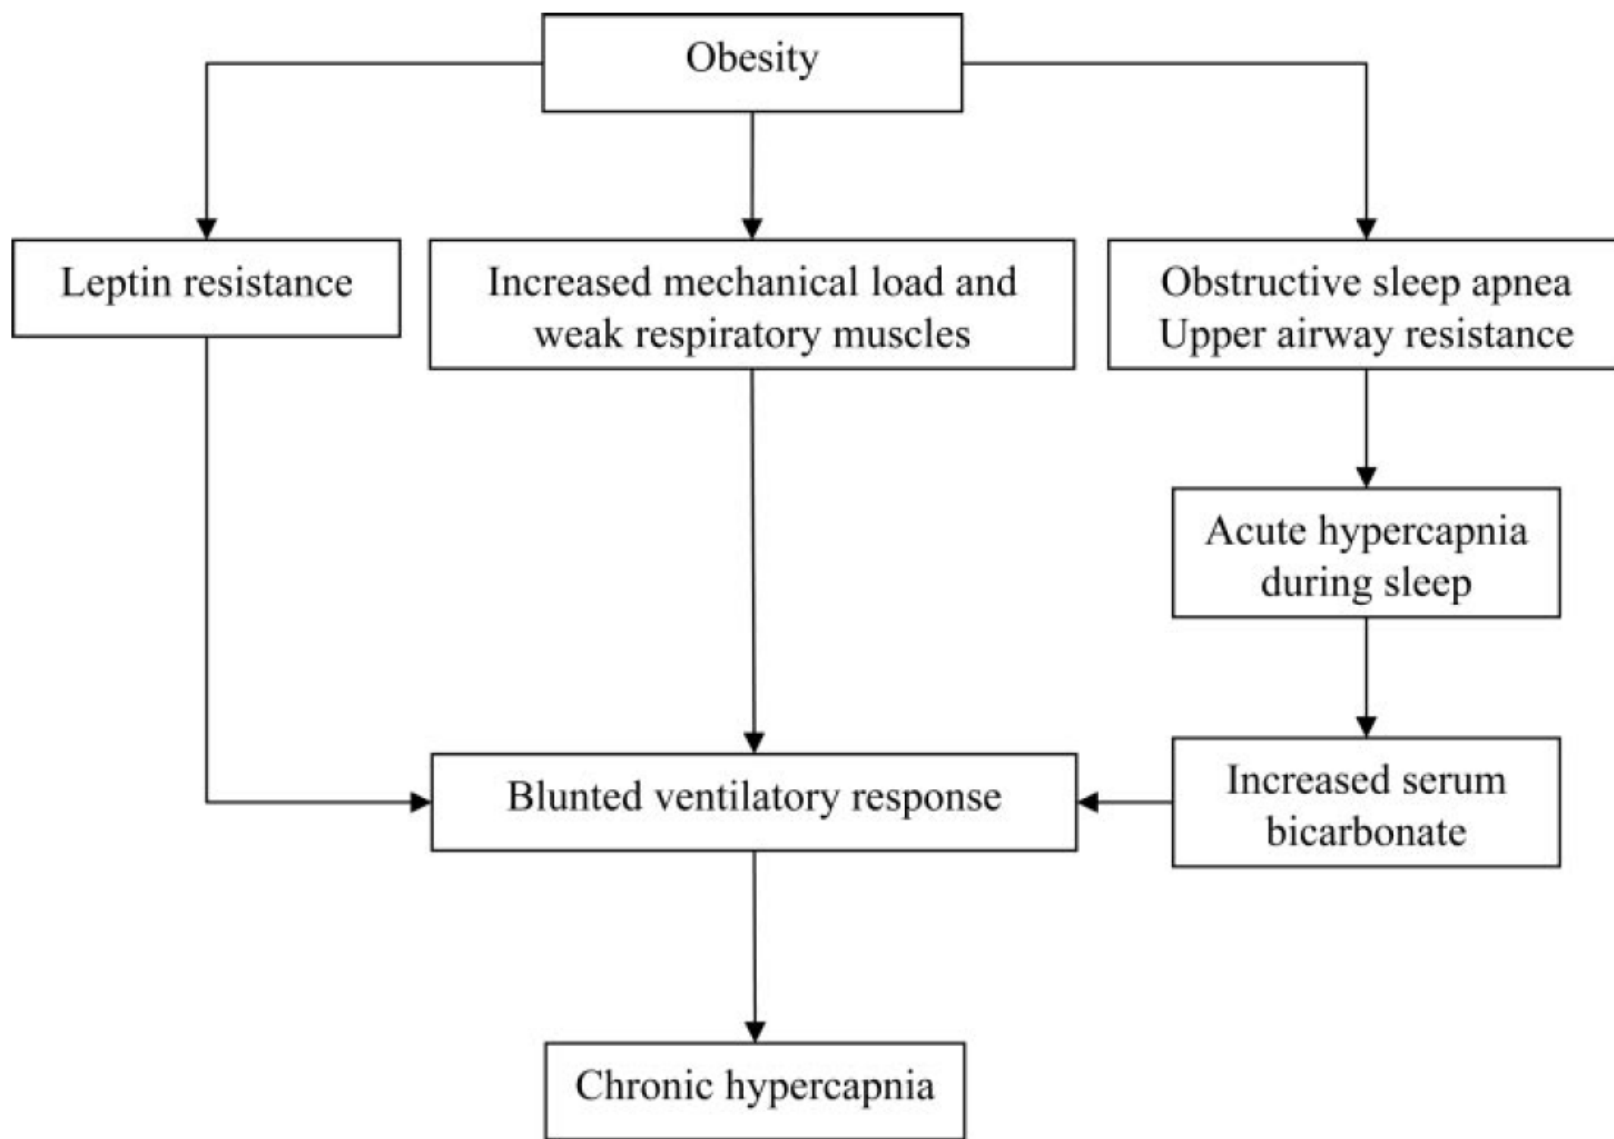 Obesity
Leptin resistance
Increased mechanical load and
weak respiratory muscles
Obstructive sleep apnea
Upper airway resistance
Acute hypercapnia
during sleep
Increased serum
bicarbonate
Blunted ventilatory response
Chronic hypercapnia